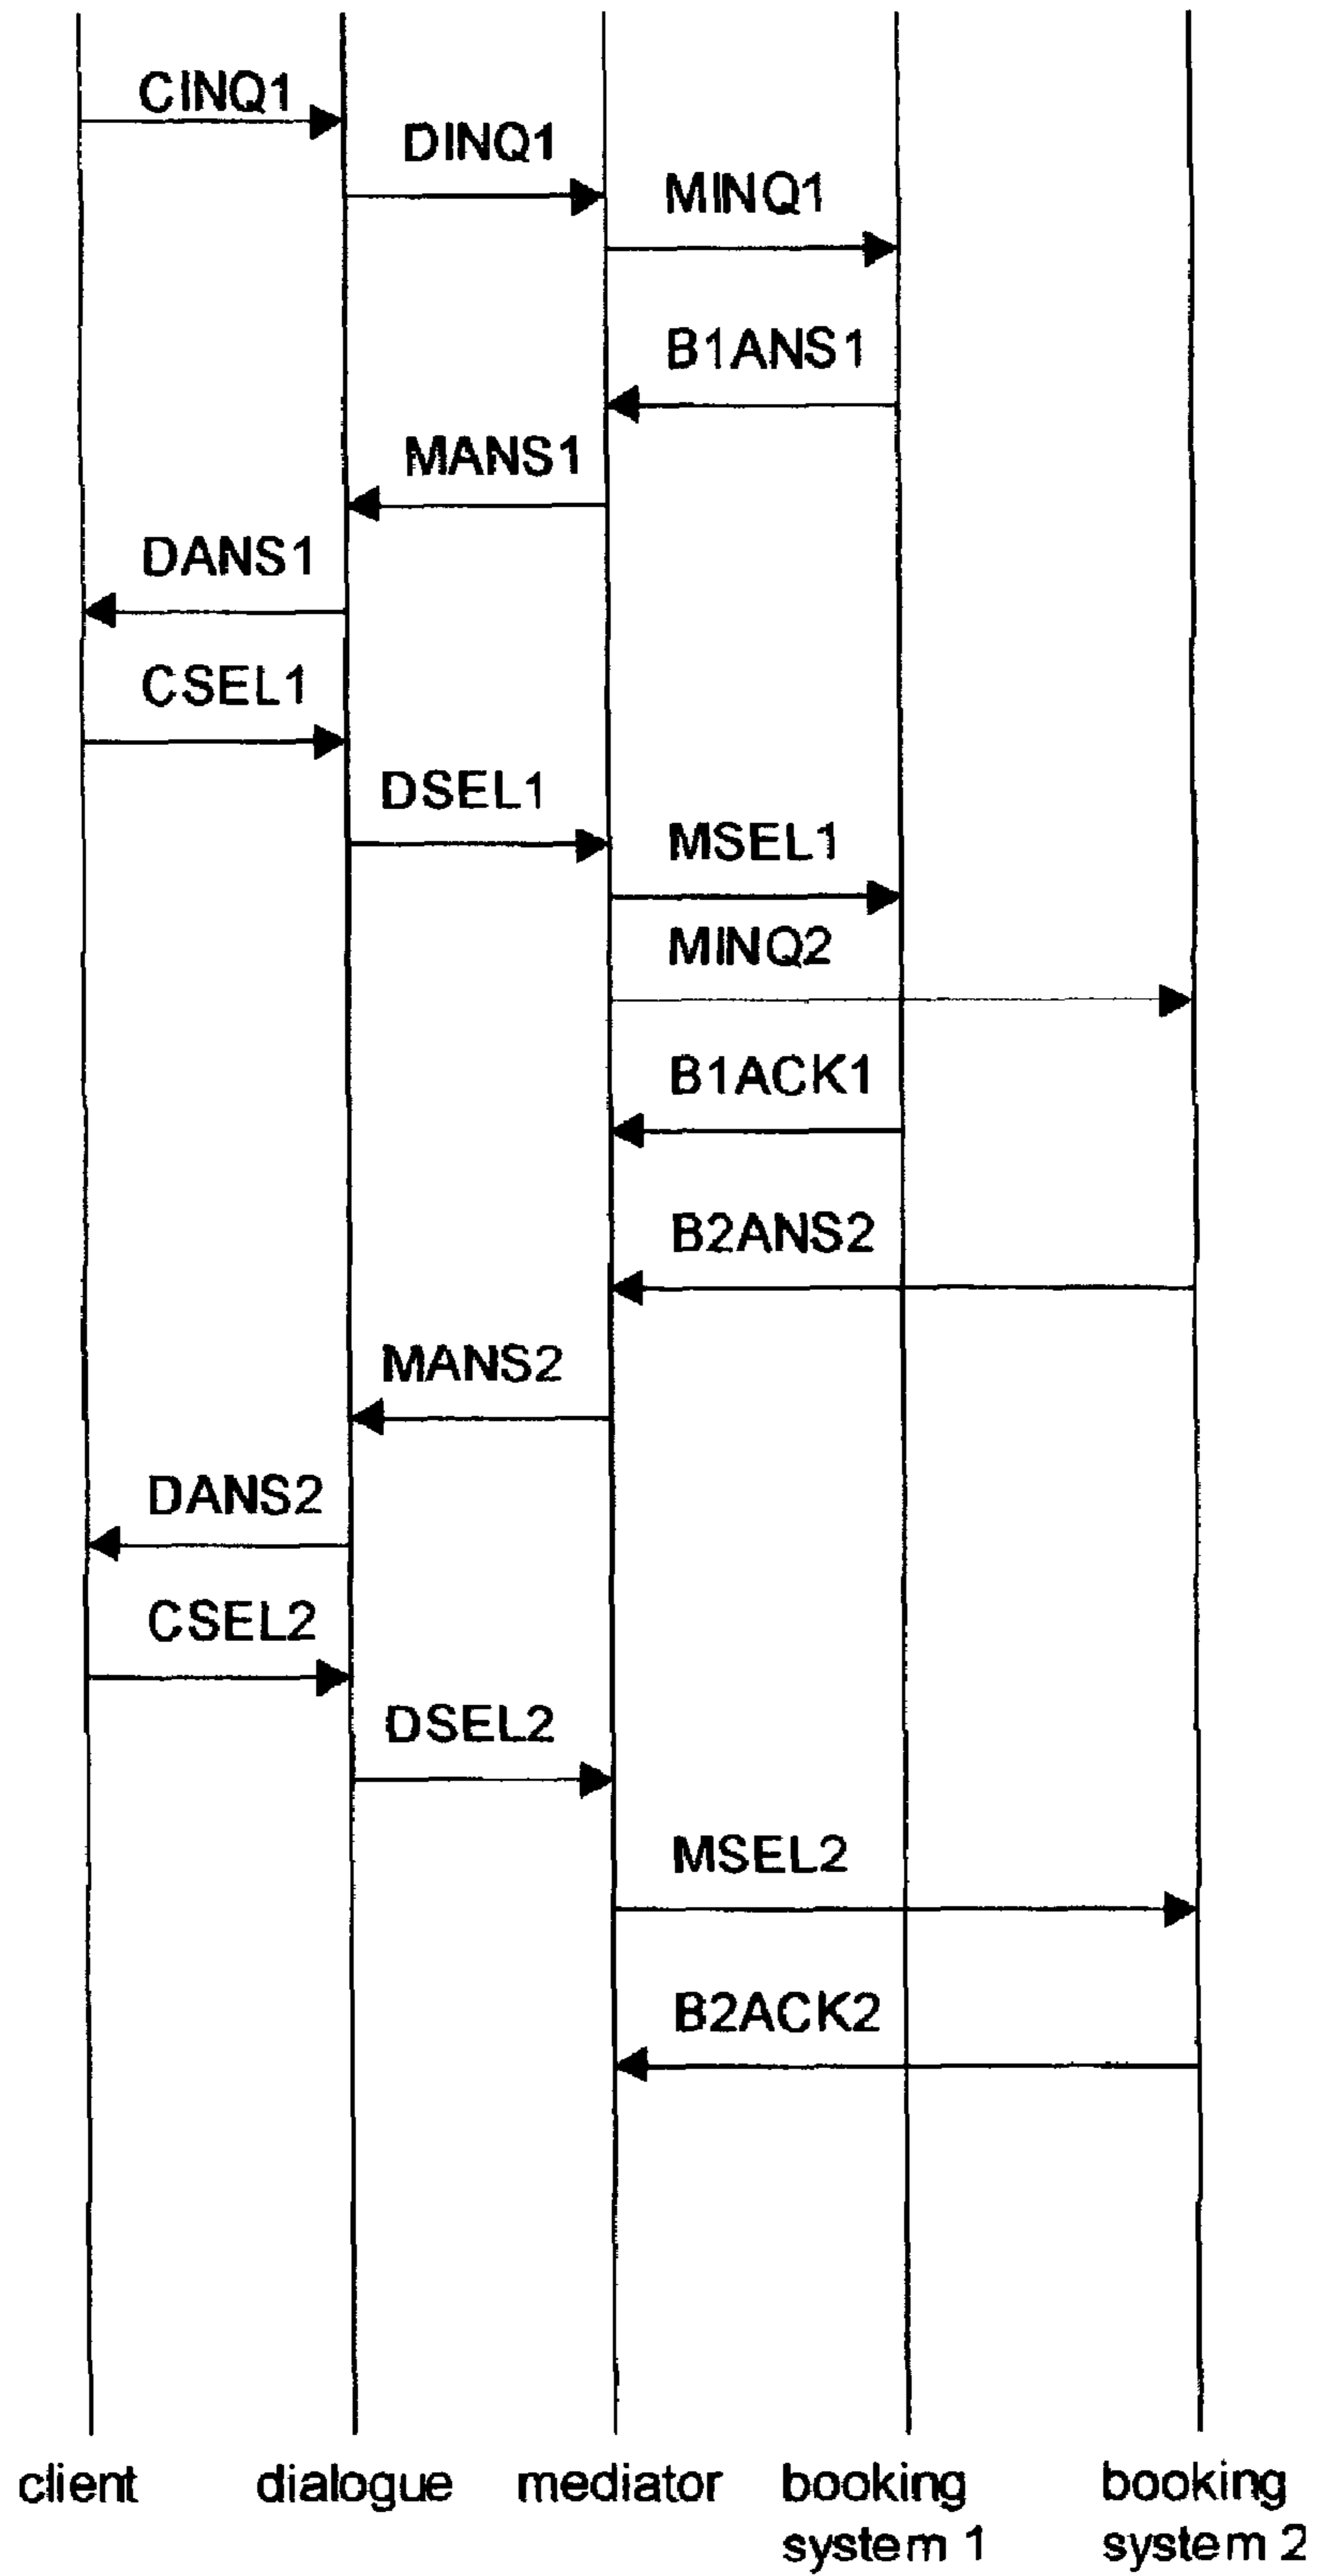 CINQ1
DINQ1
MINQ1
B1ANS1
MANS1
DANS1
CSEL1
DSEL1
MSEL1
MINQ2
B1ACK1
B2ANS2
MANS2
DANS2
CSEL2
DSEL2
MSEL2
B2ACK2
client
dialogue
mediator
booking
system 1
booking
system 2